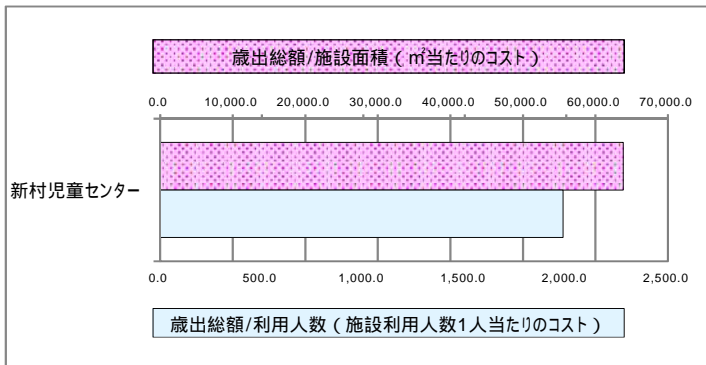 歳出総額/施設面積（㎡当たりのコスト）
0.0 10,000.0 20,000.0 30,000.0 40,000.0 50,000.0 60,000.0 70,000.0
新村児童センター
0.0 500.0 1,000.0 1,500.0 2,000.0 2,500.0
歳出総額/利用人数（施設利用人数1人当たりのコスト）